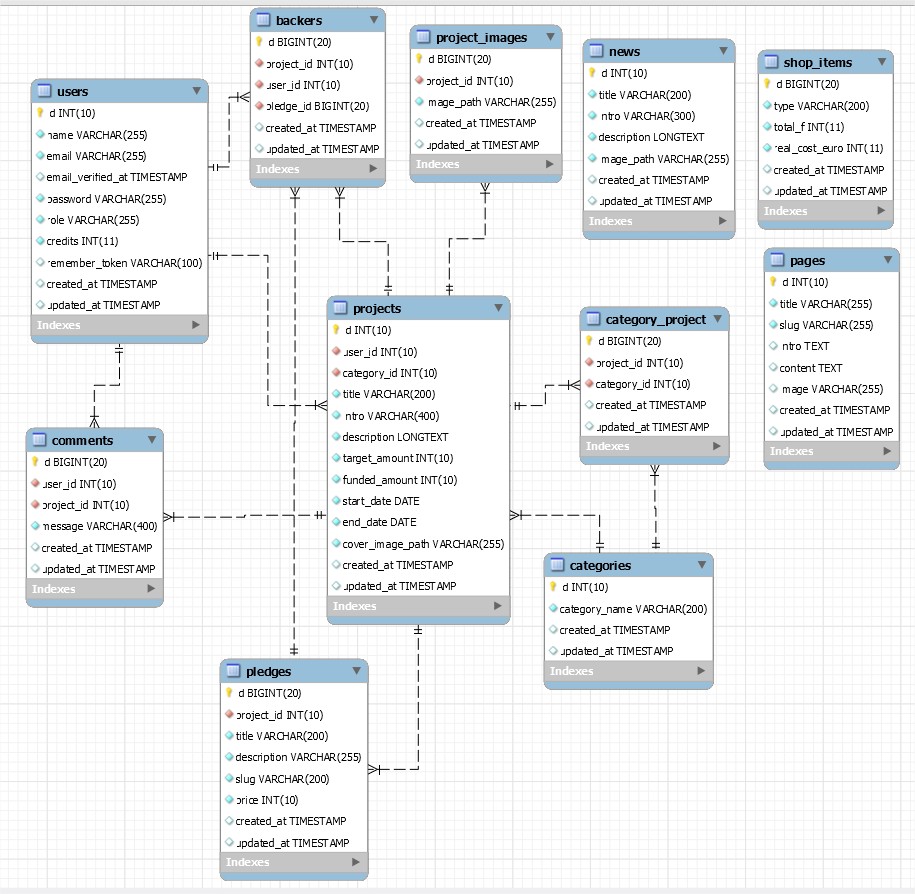 backers
d BIGINT(20)
project_id INT(10)
user_id INT(10)
pledge_id BIGINT(20)
created_at TIMESTAMP
updated_at TIMESTAMP
Indexes
project_images
d BIGINT(20)
project_id INT(10)
mage_path VARCHAR(255)
created_at TIMESTAMP
updated_at TIMESTAMP
Indexes
news
d INT(10)
title VARCHAR(200)
ntro VARCHAR(300)
description LONGTEXT
mage_path VARCHAR(255)
created_at TIMESTAMP
updated_at TIMESTAMP
Indexes
shop_items
d BIGINT(20)
type VARCHAR(200)
total_f INT(11)
real_cost_euro INT(11)
created_at TIMESTAMP
updated_at TIMESTAMP
Indexes
users
d INT(10)
name VARCHAR(255)
email VARCHAR(255)
email_verified_at TIMESTAMP
password VARCHAR(255)
role VARCHAR(255)
credits INT(11)
remember_token VARCHAR(100)
created_at TIMESTAMP
updated_at TIMESTAMP
Indexes
projects
d INT(10)
user_id INT(10)
category_id INT(10)
title VARCHAR(200)
ntro VARCHAR(400)
description LONGTEXT
target_amount INT(10)
funded_amount INT(10)
start_date DATE
end_date DATE
cover_image_path VARCHAR(255)
created_at TIMESTAMP
updated_at TIMESTAMP
Indexes
category_project
d BIGINT(20)
project_id INT(10)
category_id INT(10)
created_at TIMESTAMP
updated_at TIMESTAMP
Indexes
pages
d INT(10)
title VARCHAR(255)
slug VARCHAR(255)
ntro TEXT
content TEXT
mage VARCHAR(255)
created_at TIMESTAMP
updated_at TIMESTAMP
Indexes
comments
d BIGINT(20)
user_id INT(10)
project_id INT(10)
message VARCHAR(400)
created_at TIMESTAMP
updated_at TIMESTAMP
Indexes
categories
d INT(10)
category_name VARCHAR(200)
created_at TIMESTAMP
updated_at TIMESTAMP
Indexes
pledges
d BIGINT(20)
project_id INT(10)
title VARCHAR(200)
description VARCHAR(255)
slug VARCHAR(200)
price INT(10)
created_at TIMESTAMP
updated_at TIMESTAMP
Indexes